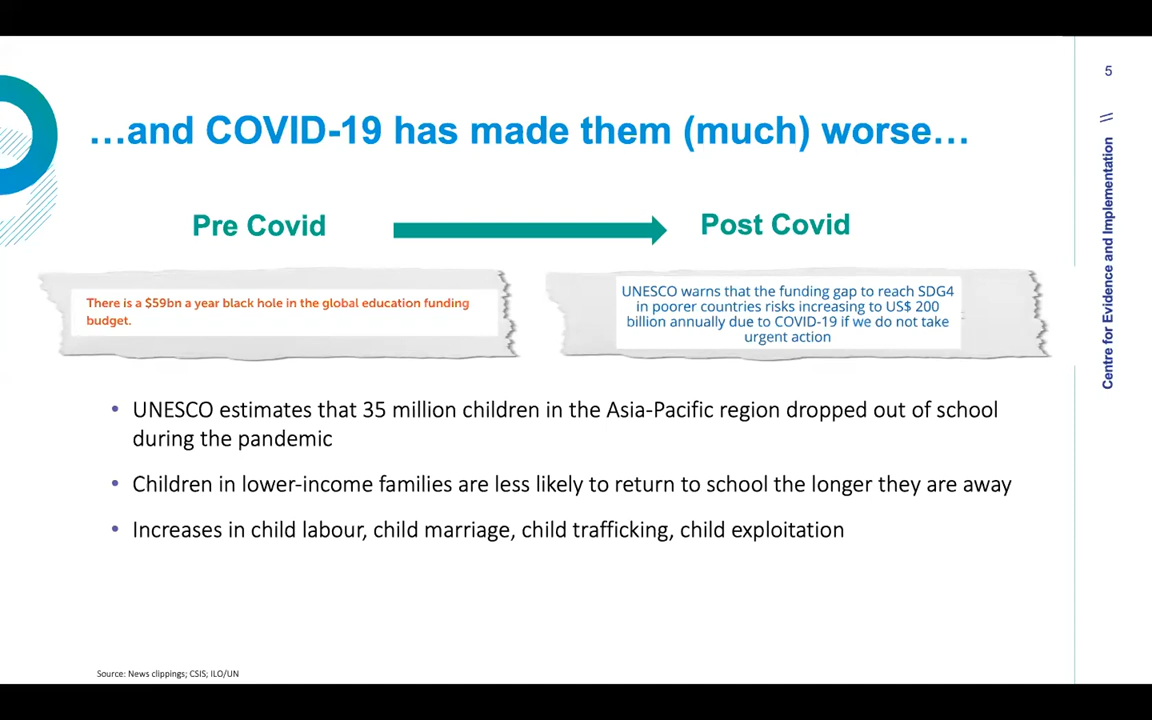 5
…and COVID-19 has made them (much) worse…
Pre Covid
Post Covid
There is a $59bn a year black hole in the global education funding
budget.
UNESCO warns that the funding gap to reach SDG4
in poorer countries risks increasing to US$ 200
billion annually due to COVID-19 if we do not take
urgent action
• UNESCO estimates that 35 million children in the Asia-Pacific region dropped out of school
during the pandemic
• Children in lower-income families are less likely to return to school the longer they are away
• Increases in child labour, child marriage, child trafficking, child exploitation
Source: News clippings; CSIS; ILO/UN
Centre for Evidence and Implementation \\